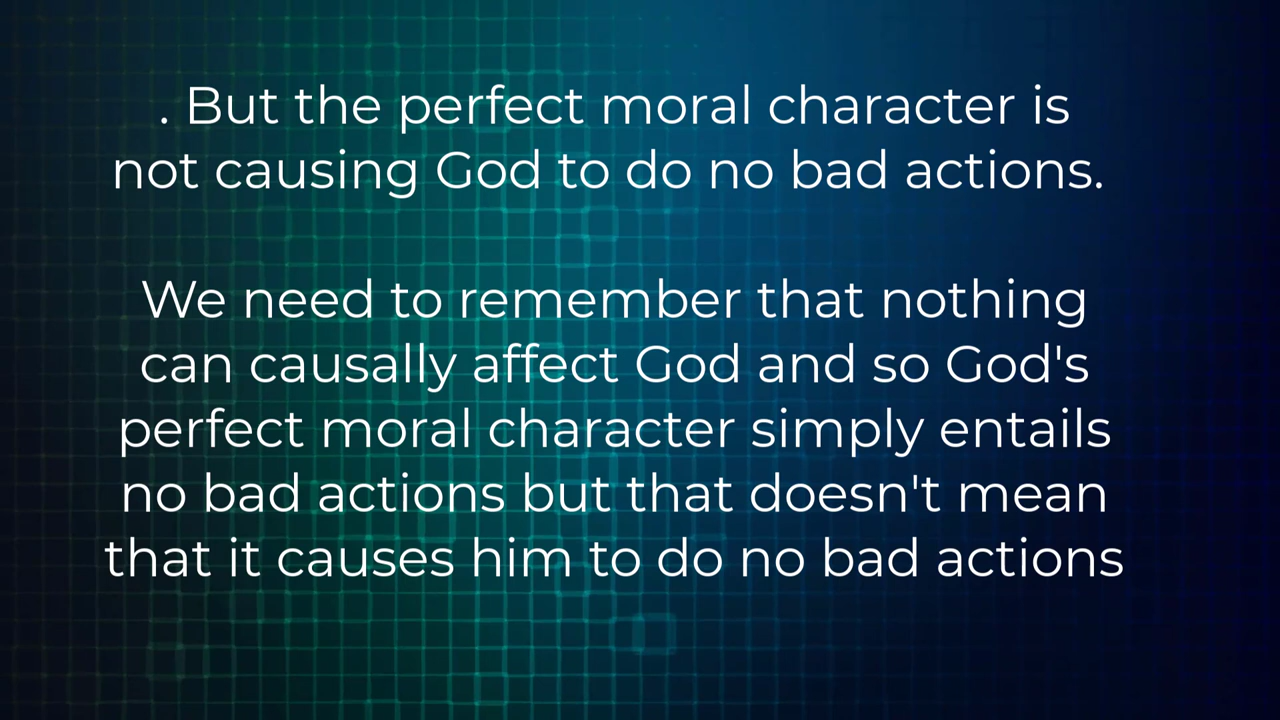 . But the perfect moral character is
not causing God to do no bad actions.
We need to remember that nothing
can causally affect God and so God's
perfect moral character simply entails
no bad actions but that doesn't mean
that it causes him to do no bad actions